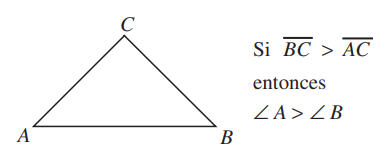 C
A
B
Si BC > AC
entonces
∠A > ∠B